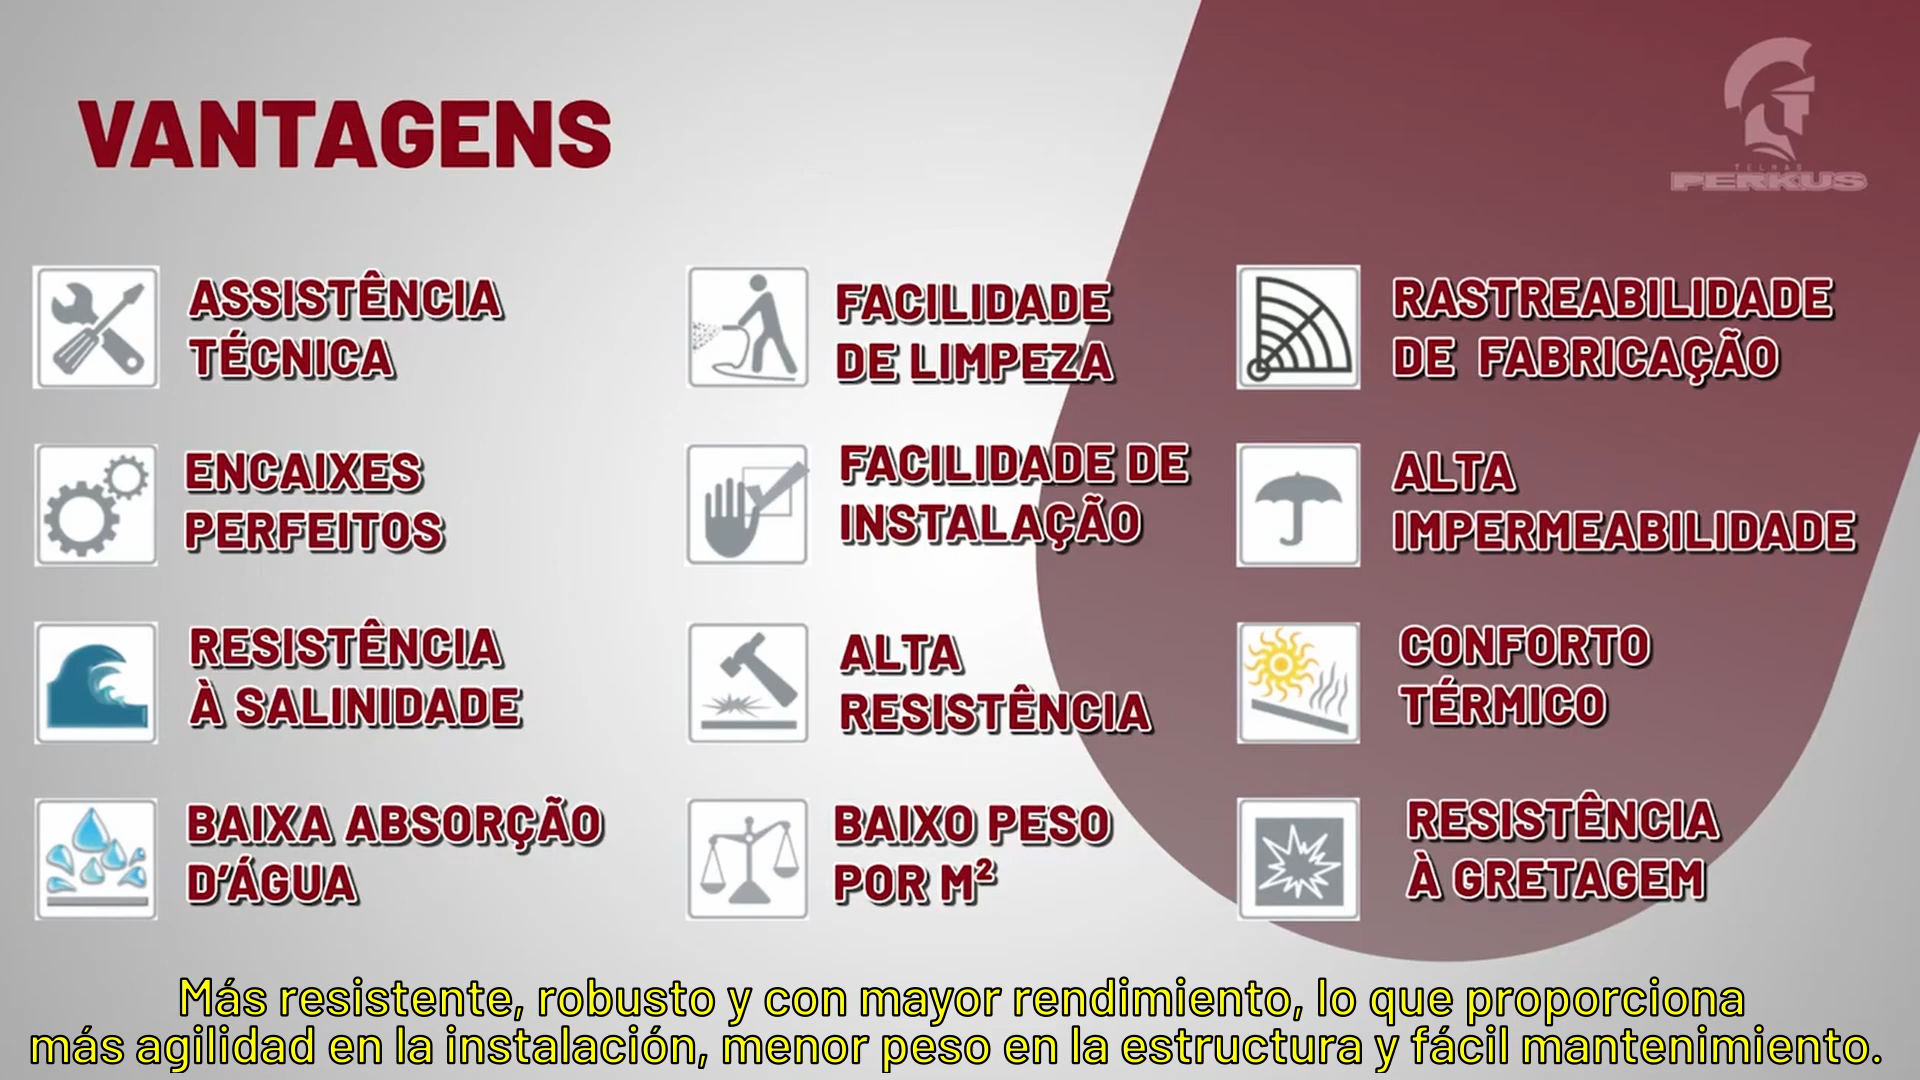 VANTAGENS
TELHAS
PERKUS
ASSISTÊNCIA
TÉCNICA
FACILIDADE
DE LIMPEZA
RASTREABILIDADE
DE FABRICAÇÃO
ENCAIXES
PERFEITOS
FACILIDADE DE
INSTALAÇÃO
ALTA
IMPERMEABILIDADE
RESISTÊNCIA
À SALINIDADE
ALTA
RESISTÊNCIA
CONFORTO
TÉRMICO
BAIXA ABSORÇÃO
D'ÁGUA
BAIXO PESO
POR M²
RESISTÊNCIA
À GRETAGEM
Más resistente, robusto y con mayor rendimiento, lo que proporciona
más agilidad en la instalación, menor peso en la estructura y fácil mantenimiento.